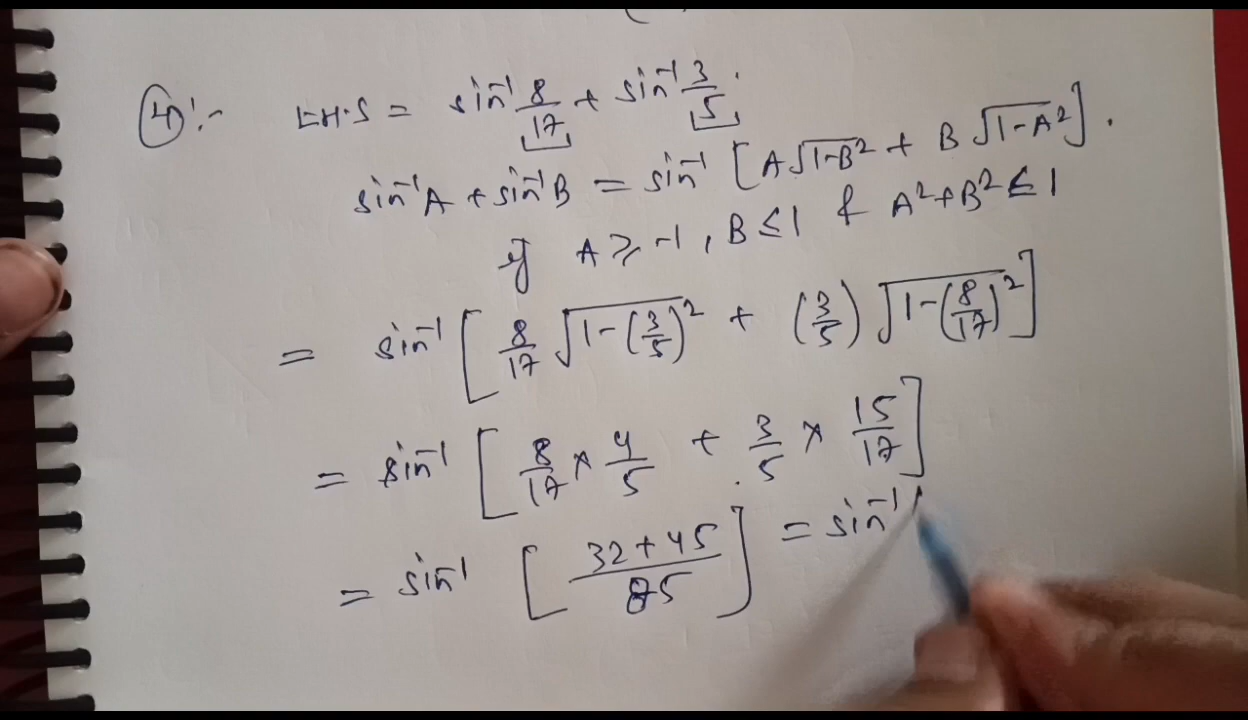 ④:- L.H.S = sin⁻¹ 8/17 + sin⁻¹ 3/5 .
sin⁻¹A + sin⁻¹B = sin⁻¹ [A√1-B² + B √1-A²] .
if A ≥ -1 , B ≤ 1 & A²+B² ≤ 1
= sin⁻¹ [ 8/17 √1-(3/5)² + (3/5) √1-(8/17)² ]
= sin⁻¹ [ 8/17 × 4/5 + 3/5 × 15/17 ]
= sin⁻¹ [ 32+45/85 ] = sin⁻¹